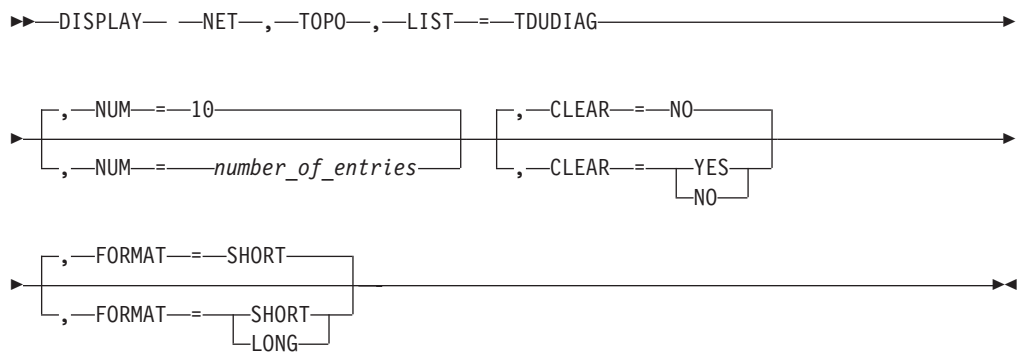 DISPLAY NET , TOPO , LIST = TDUDIAG
, NUM = 10 , CLEAR = NO
, NUM = number_of_entries , CLEAR = YES
NO
, FORMAT = SHORT
, FORMAT = SHORT
LONG